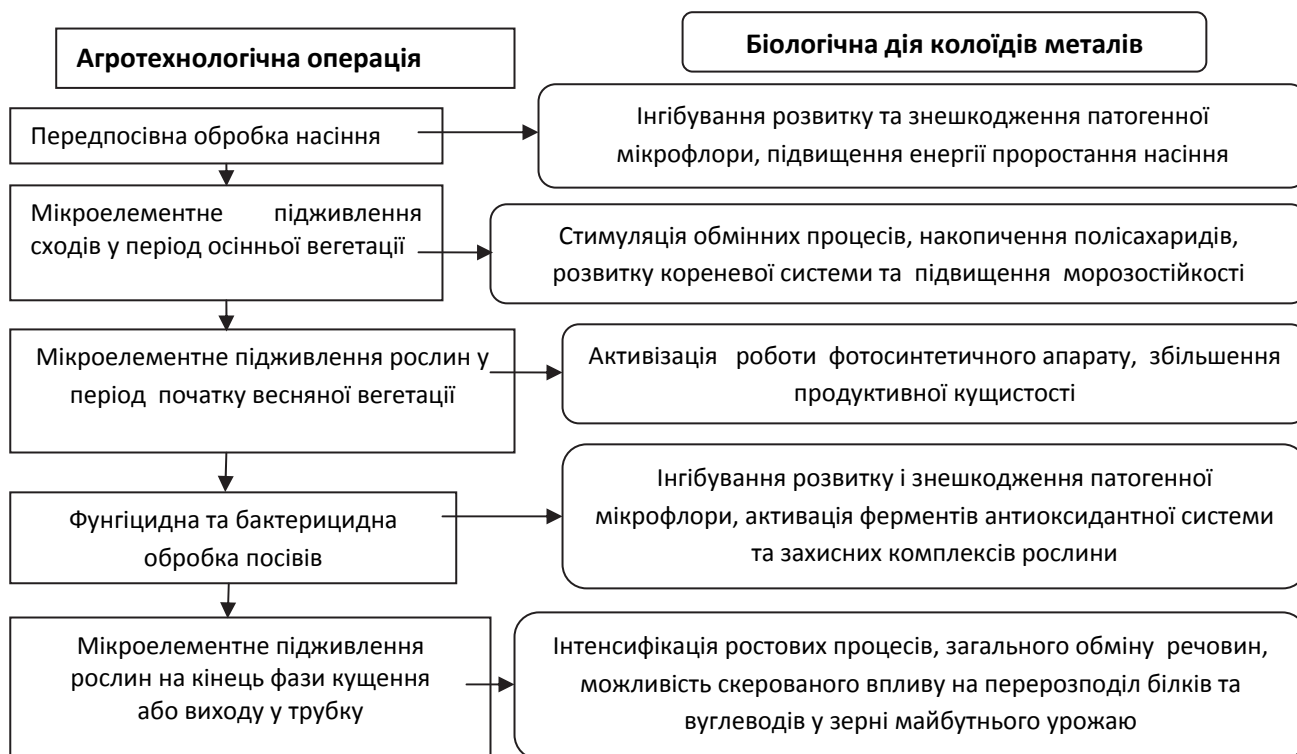 Агротехнологічна операція
Біологічна дія колоїдів металів
Передпосівна обробка насіння
Інгібування розвитку та знешкодження патогенної
мікрофлори, підвищення енергії проростання насіння
Мікроелементне підживлення
сходів у період осінньої вегетації
Стимуляція обмінних процесів, накопичення полісахаридів,
розвитку кореневої системи та підвищення морозостійкості
Мікроелементне підживлення рослин у
період початку весняної вегетації
Активізація роботи фотосинтетичного апарату, збільшення
продуктивної кущистості
Фунгіцидна та бактерицидна
обробка посівів
Інгібування розвитку і знешкодження патогенної
мікрофлори, активація ферментів антиоксидантної системи
та захисних комплексів рослини
Мікроелементне підживлення
рослин на кінець фази кущення
або виходу у трубку
Інтенсифікація ростових процесів, загального обміну речовин,
можливість скерованого впливу на перерозподіл білків та
вуглеводів у зерні майбутнього урожаю